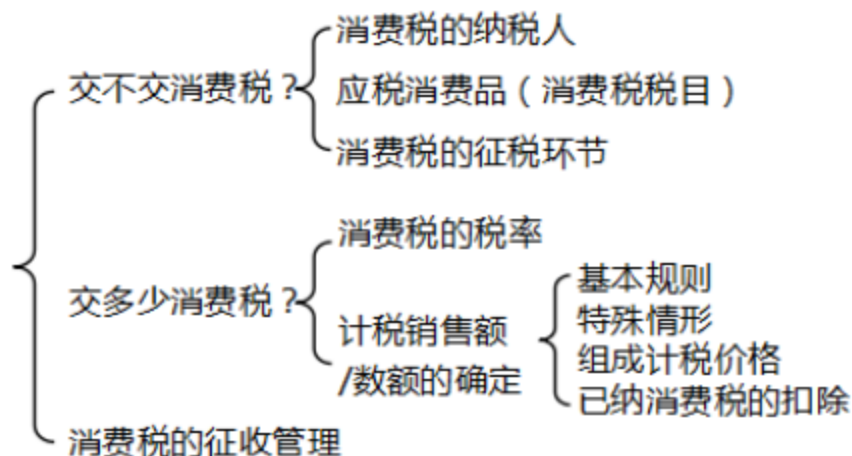 消费税的纳税人
交不交消费税？
应税消费品（消费税税目）
消费税的征税环节
消费税的税率
交多少消费税？
计税销售额
/数额的确定
基本规则
特殊情形
组成计税价格
已纳消费税的扣除
消费税的征收管理